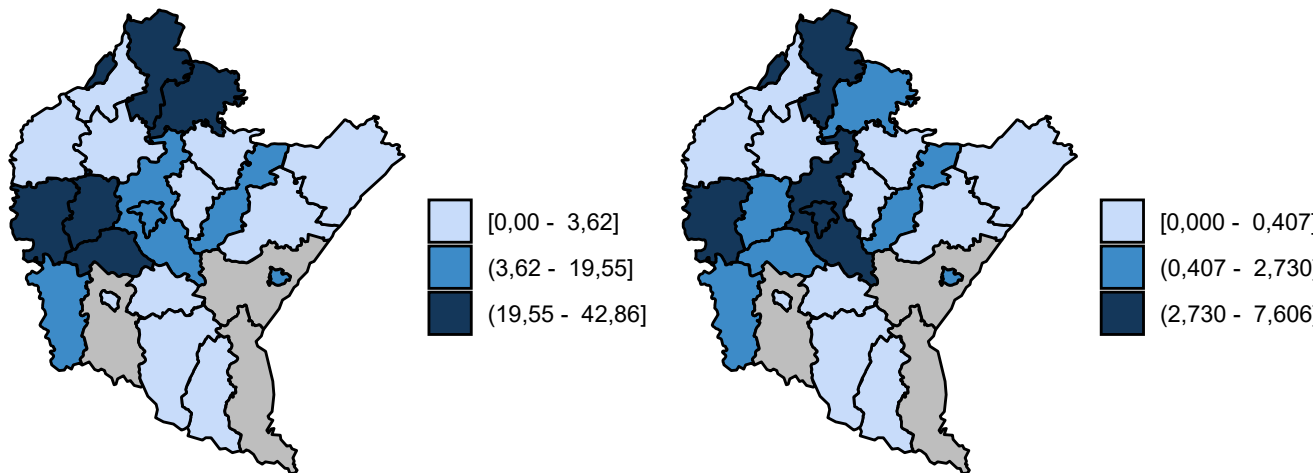 [0,00 - 3,62]
(3,62 - 19,55]
(19,55 - 42,86]
[0,000 - 0,407]
(0,407 - 2,730]
(2,730 - 7,606]